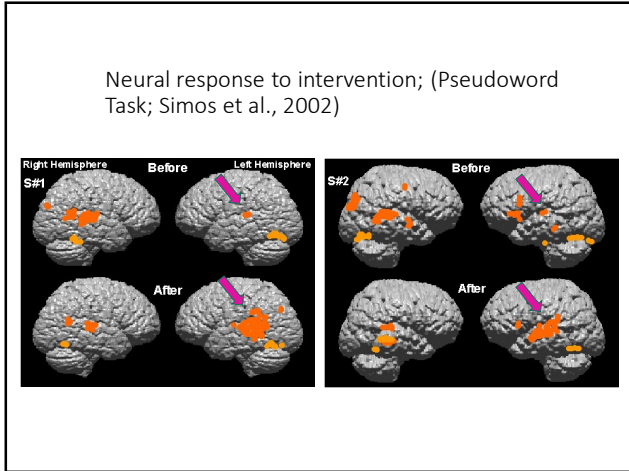 Neural response to intervention; (Pseudoword
Task; Simos et al., 2002)
Right Hemisphere Before Left Hemisphere
S#1
After
Before
S#2
After